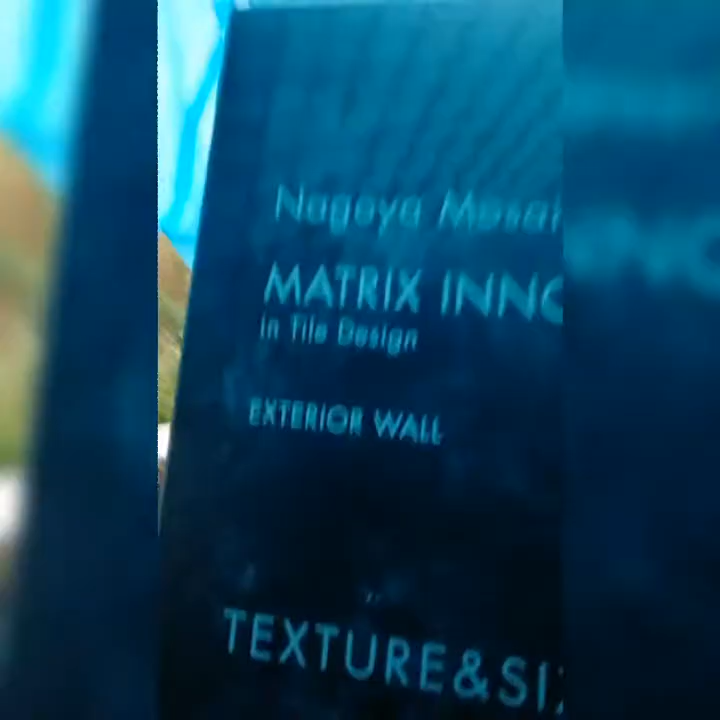 Nagoya Mosai
MATRIX INNO
in Tile Design
EXTERIOR WALL
TEXTURE&SI